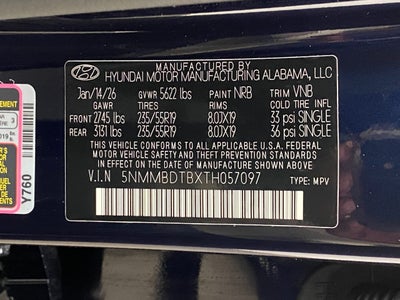 MANUFACTURED BY
HYUNDAI MOTOR MANUFACTURING ALABAMA, LLC
Jan/14/26 GVWR 5622 lbs PAINT NRB TRIM VNB
GAWR TIRES RIMS COLD TIRE
FRONT 2745 lbs 235/55R19 8.0JX19 33 psi SINGLE
REAR 3131 lbs 235/55R19 8.0JX19 36 psi SINGLE
THIS VEHICLE CONFORMS TO ALL APPLICABLE U.S.A. FEDERAL
MOTOR VEHICLE SAFETY AND THEFT PREVENTION STANDARDS IN
EFFECT ON THE DATE OF MANUFACTURE SHOWN ABOVE.
V.I.N 5NMMBDTBXTH057097 TYPE: MPV
Y760